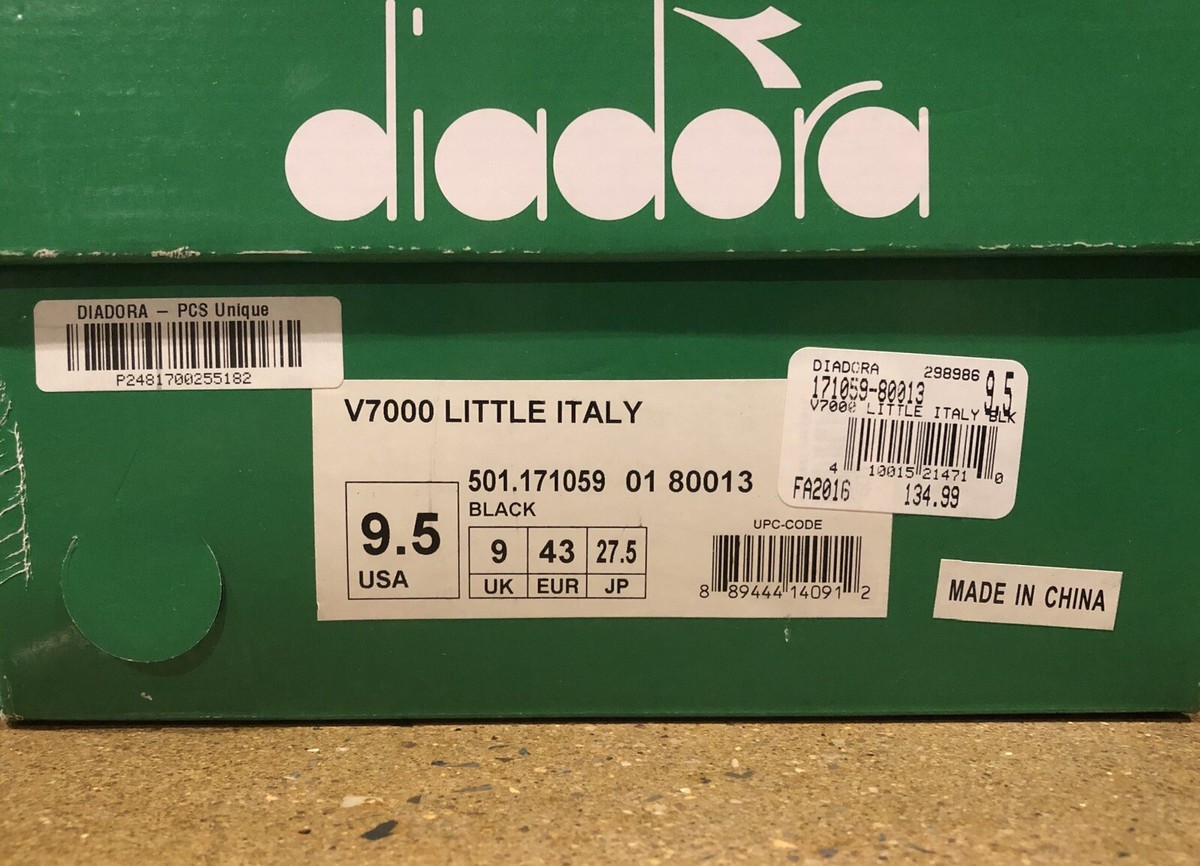 diadora
DIADORA – PCS Unique
P2481700255182
V7000 LITTLE ITALY
501.171059 01 80013
BLACK
9.5
USA
9 43 27.5
UK EUR JP
UPC-CODE
8 89444 14091 2
DIADORA 298986 9.5
171059-80013
V7000 LITTLE ITALY BLK
4 10015 21471 0
FA2016 134.99
MADE IN CHINA